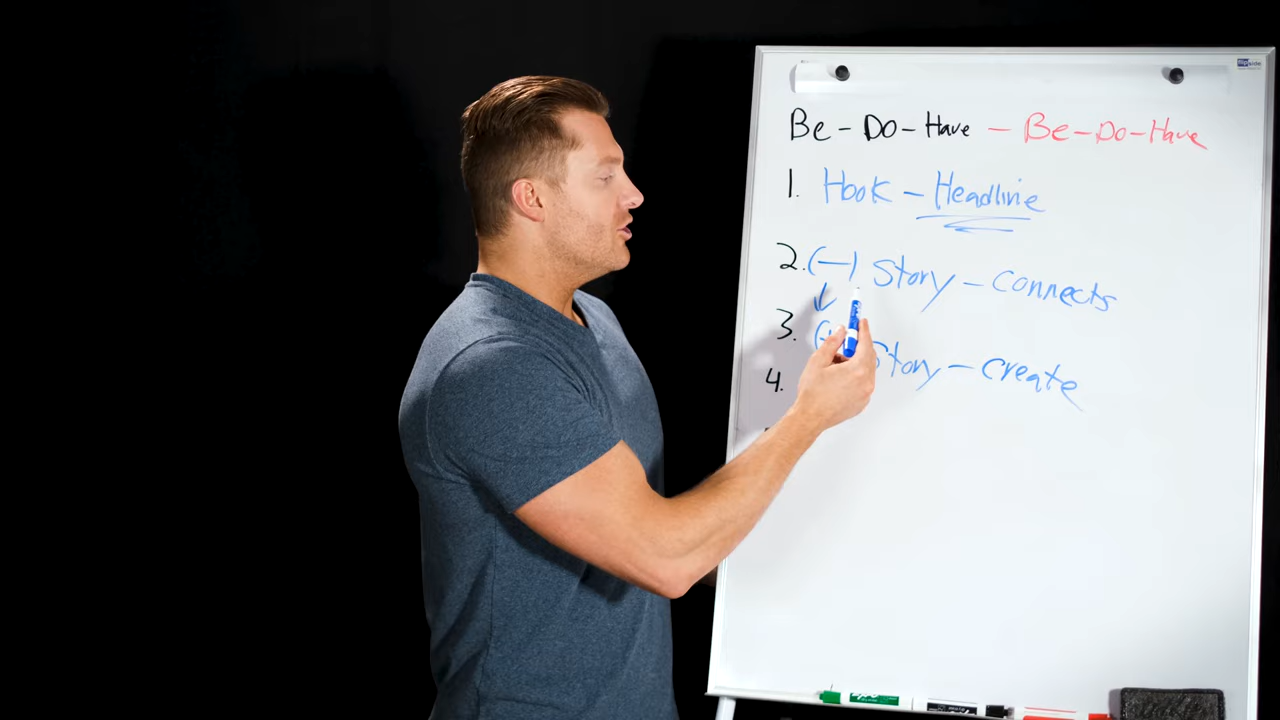 Be - Do - Have - Be - Do - Have
1. Hook - Headline
2. (-) Story - Connects
3. Story - Create
4.